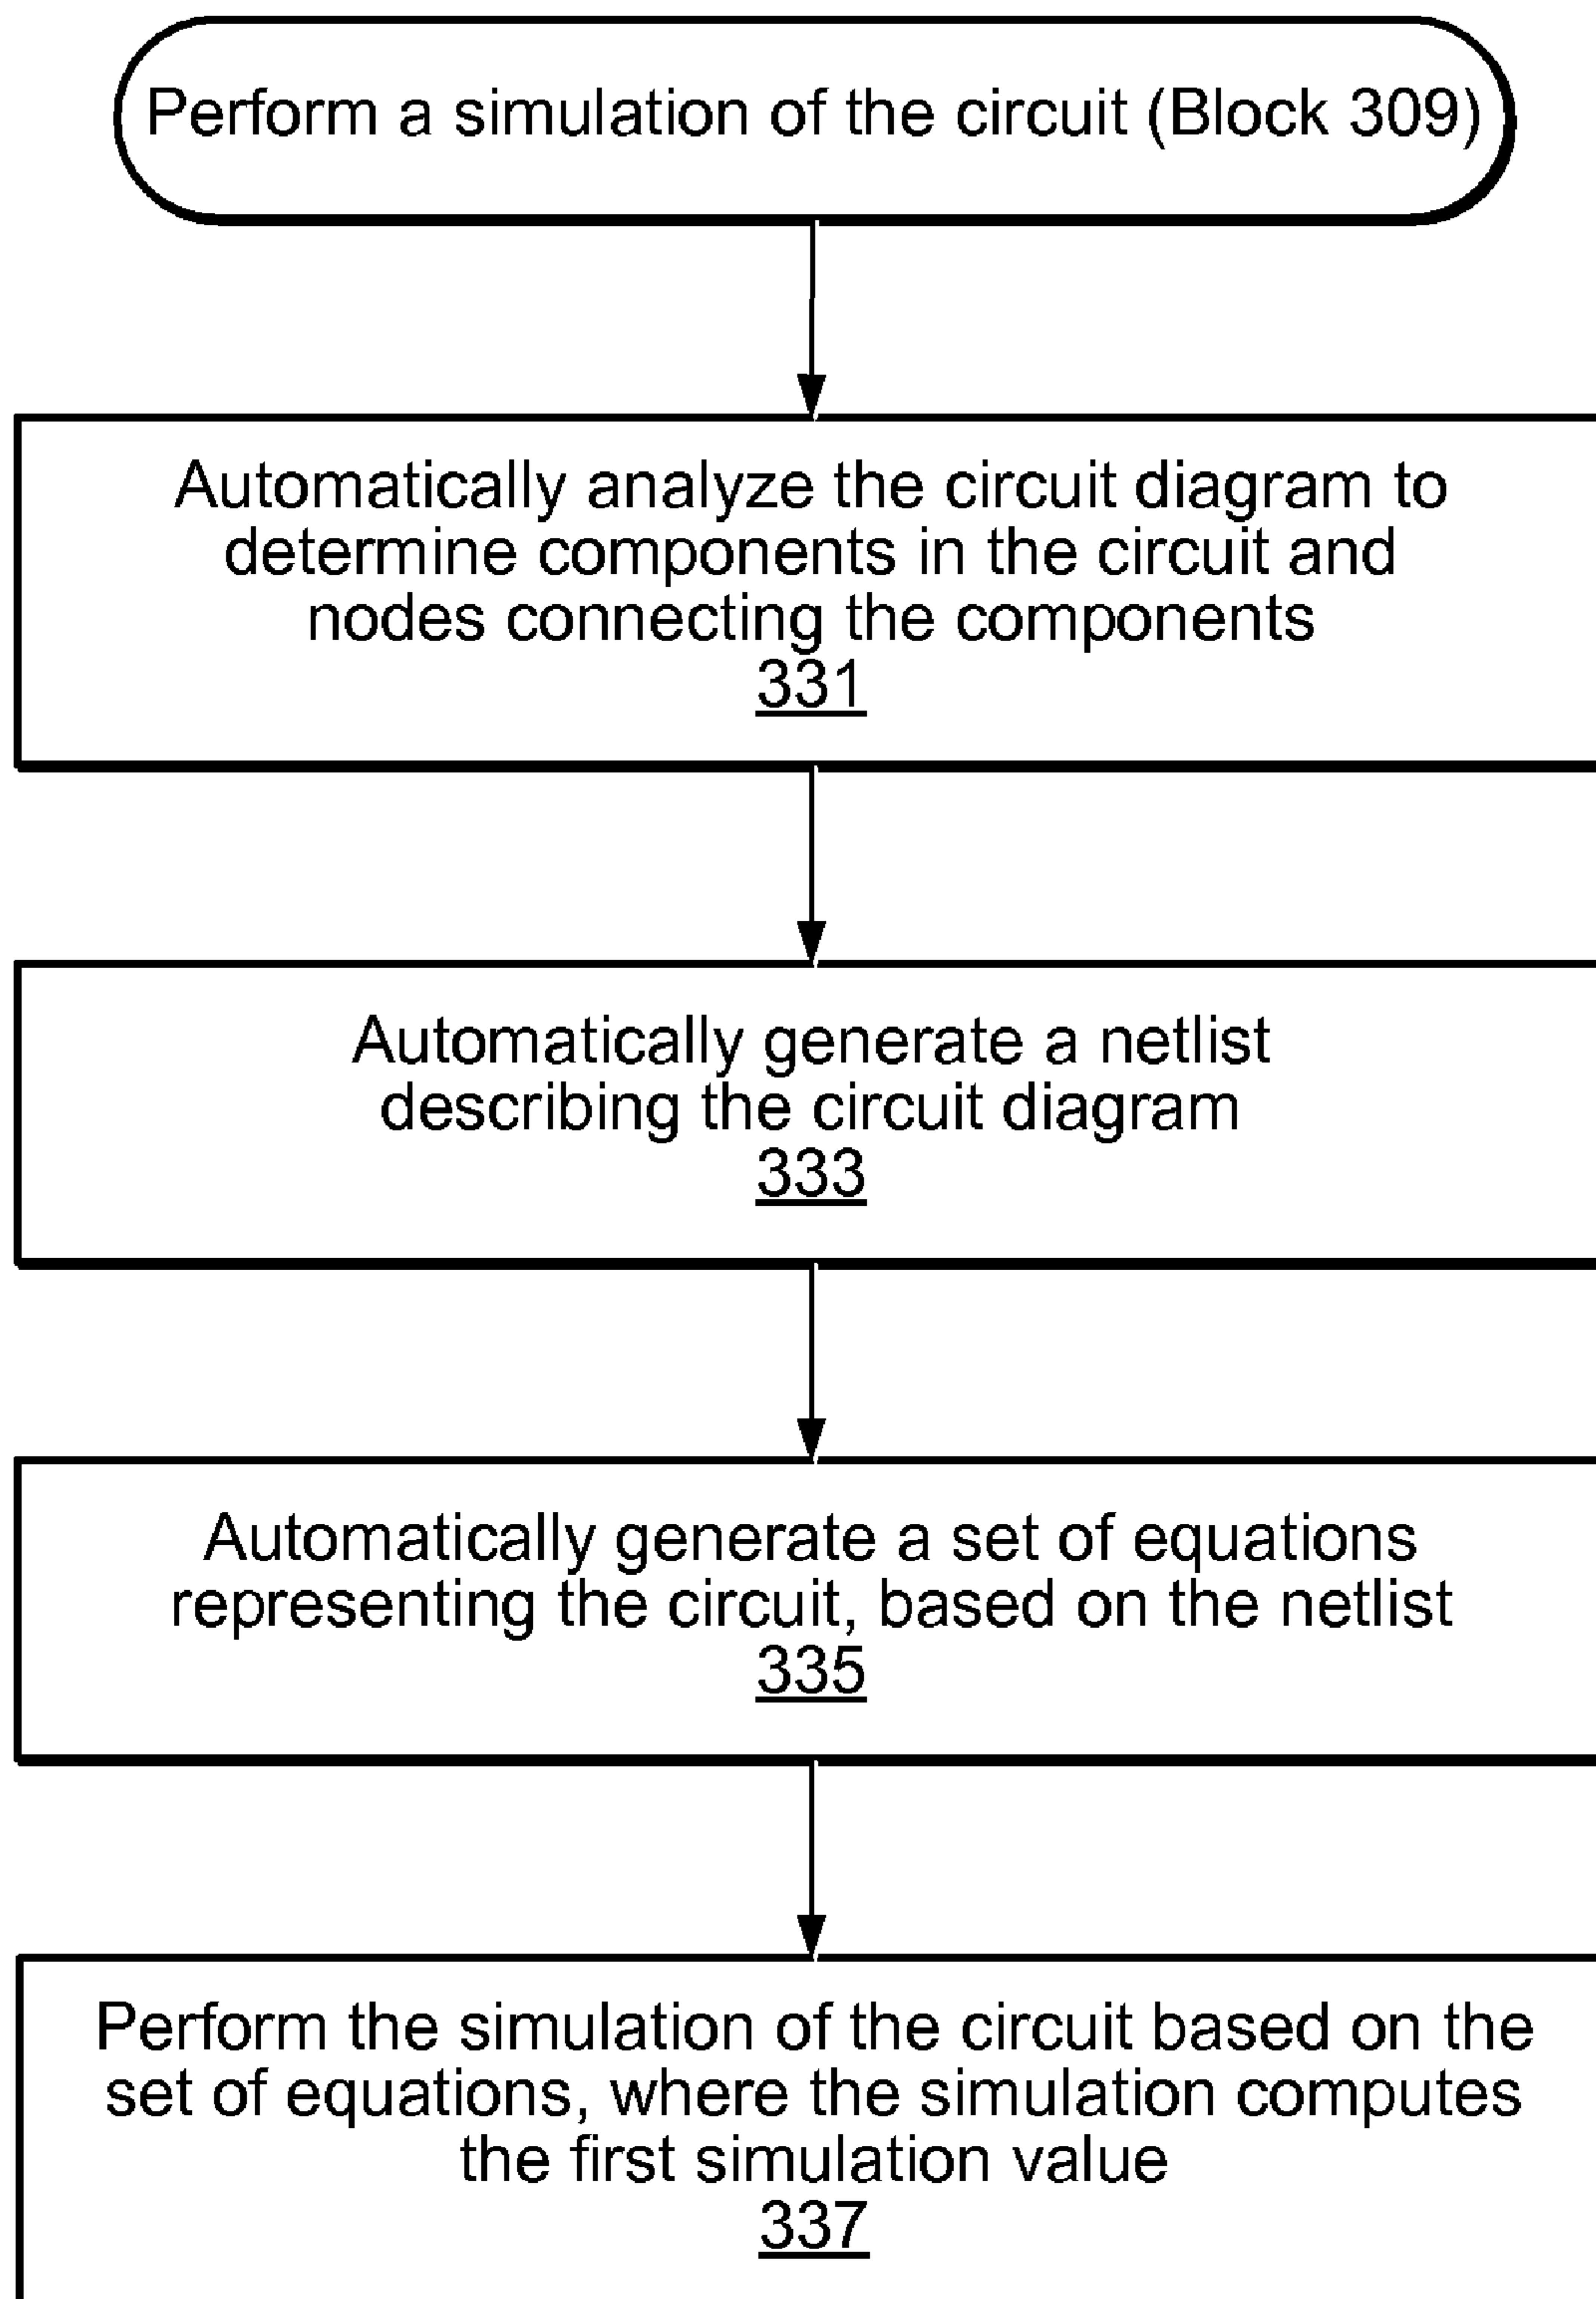 Perform a simulation of the circuit (Block 309)
Automatically analyze the circuit diagram to
determine components in the circuit and
nodes connecting the components
331
Automatically generate a netlist
describing the circuit diagram
333
Automatically generate a set of equations
representing the circuit, based on the netlist
335
Perform the simulation of the circuit based on the
set of equations, where the simulation computes
the first simulation value
337